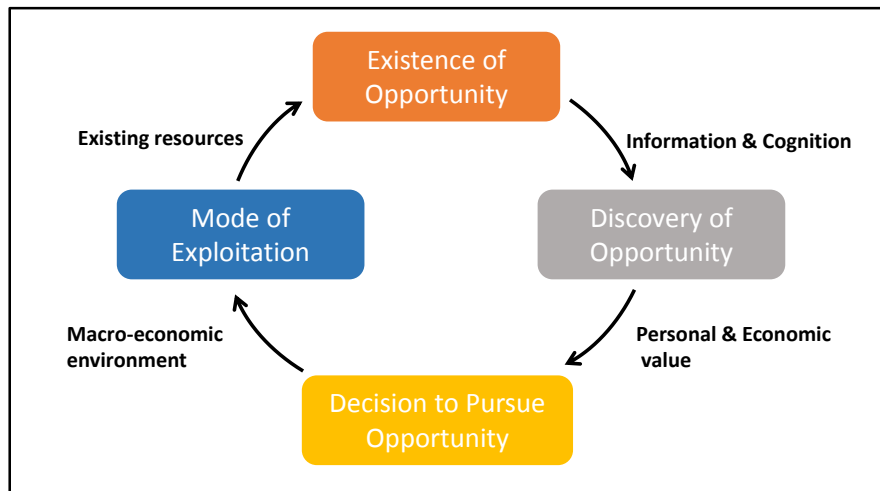 Existence of
Opportunity
Existing resources
Information & Cognition
Mode of
Exploitation
Discovery of
Opportunity
Macro-economic
environment
Personal & Economic
value
Decision to Pursue
Opportunity